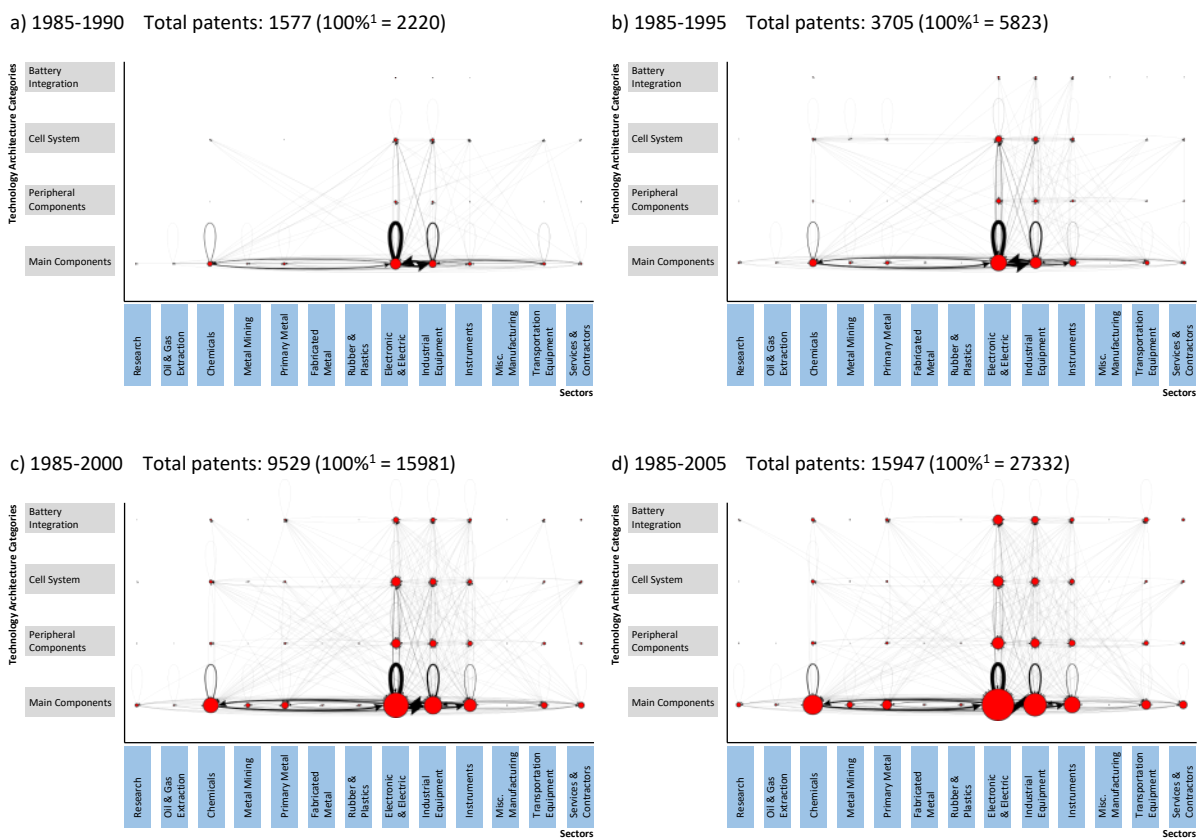 a) 1985-1990 Total patents: 1577 (100%¹ = 2220)
Technology Architecture Categories
Battery
Integration
Cell System
Peripheral
Components
Main Components
Research
Oil & Gas
Extraction
Chemicals
Metal Mining
Primary Metal
Fabricated
Metal
Rubber &
Plastics
Electronic
& Electric
Industrial
Equipment
Instruments
Misc.
Manufacturing
Transportation
Equipment
Services &
Contractors
Sectors
b) 1985-1995 Total patents: 3705 (100%¹ = 5823)
Technology Architecture Categories
Battery
Integration
Cell System
Peripheral
Components
Main Components
Research
Oil & Gas
Extraction
Chemicals
Metal Mining
Primary Metal
Fabricated
Metal
Rubber &
Plastics
Electronic
& Electric
Industrial
Equipment
Instruments
Misc.
Manufacturing
Transportation
Equipment
Services &
Contractors
Sectors
c) 1985-2000 Total patents: 9529 (100%¹ = 15981)
Technology Architecture Categories
Battery
Integration
Cell System
Peripheral
Components
Main Components
Research
Oil & Gas
Extraction
Chemicals
Metal Mining
Primary Metal
Fabricated
Metal
Rubber &
Plastics
Electronic
& Electric
Industrial
Equipment
Instruments
Misc.
Manufacturing
Transportation
Equipment
Services &
Contractors
Sectors
d) 1985-2005 Total patents: 15947 (100%¹ = 27332)
Technology Architecture Categories
Battery
Integration
Cell System
Peripheral
Components
Main Components
Research
Oil & Gas
Extraction
Chemicals
Metal Mining
Primary Metal
Fabricated
Metal
Rubber &
Plastics
Electronic
& Electric
Industrial
Equipment
Instruments
Misc.
Manufacturing
Transportation
Equipment
Services &
Contractors
Sectors